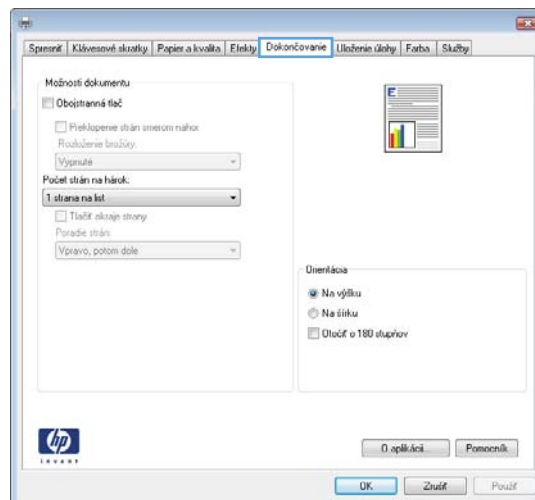 Spresniť Klávesové skratky Papier a kvalita Efekty Dokončovanie Uloženie úlohy Farba Služby
Možnosti dokumentu
Obojstranná tlač
Preklopenie strán smerom nahor
Rozloženie brožúry:
Vypnuté
Počet strán na hárok:
1 strana na list
Tlačiť okraje strany
Poradie strán:
Vpravo, potom dole
E
Orientácia
Na výšku
Na šírku
Otočiť o 180 stupňov
hp
invent
O aplikácii... Pomocník
OK Zrušiť Použiť